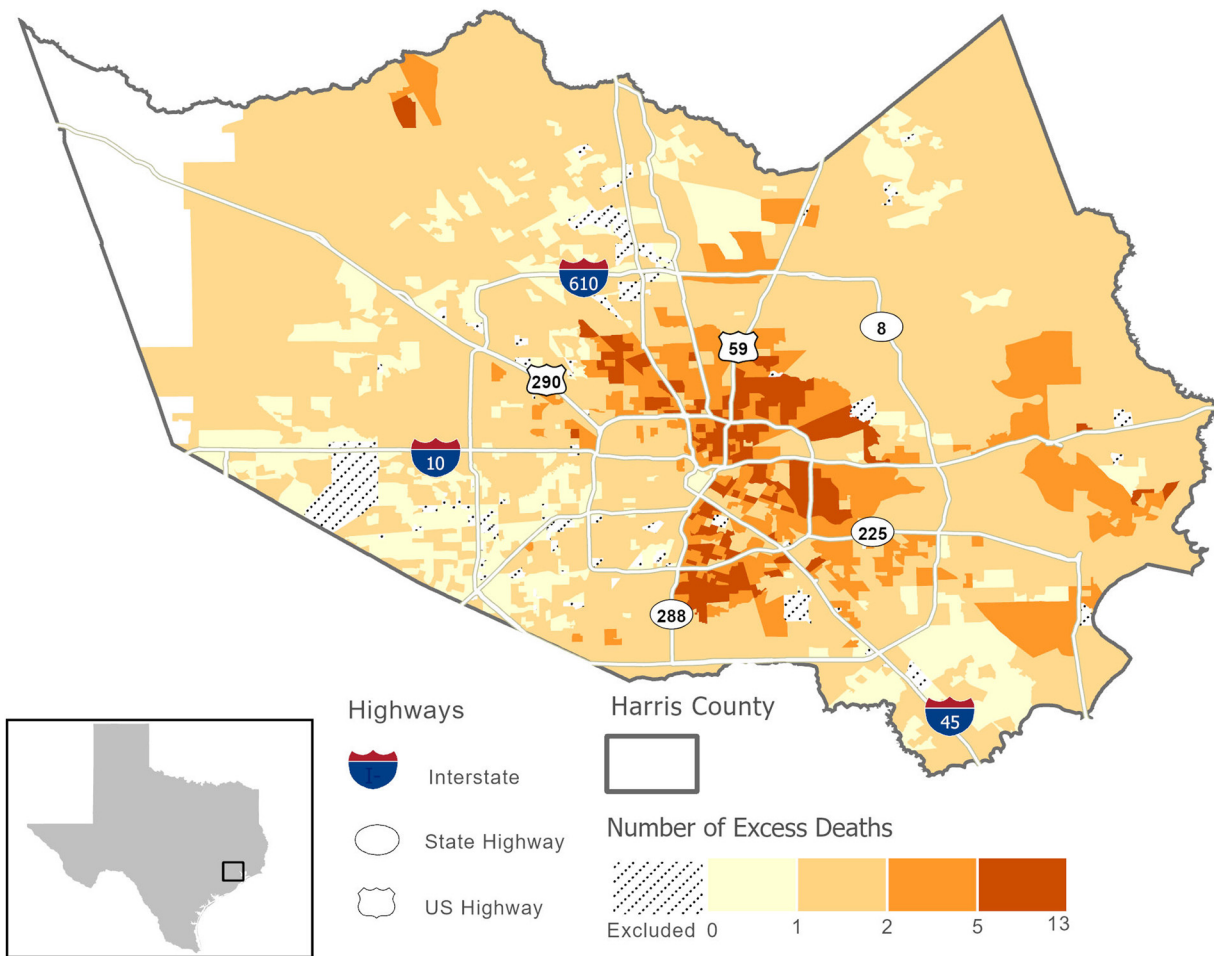 610
8
59
290
10
225
288
45
Highways
I-
Interstate
State Highway
US Highway
Harris County
Number of Excess Deaths
Excluded 0 1 2 5 13